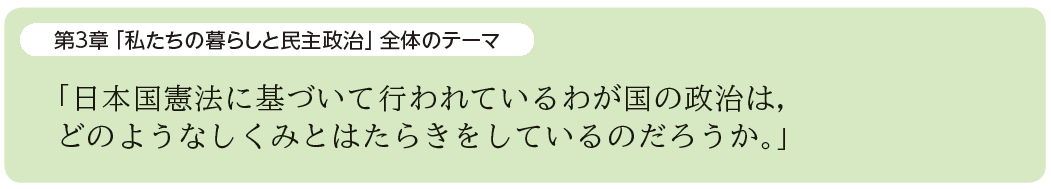 第3章「私たちの暮らしと民主政治」全体のテーマ
「日本国憲法に基づいて行われているわが国の政治は，
どのようなしくみとはたらきをしているのだろうか。」